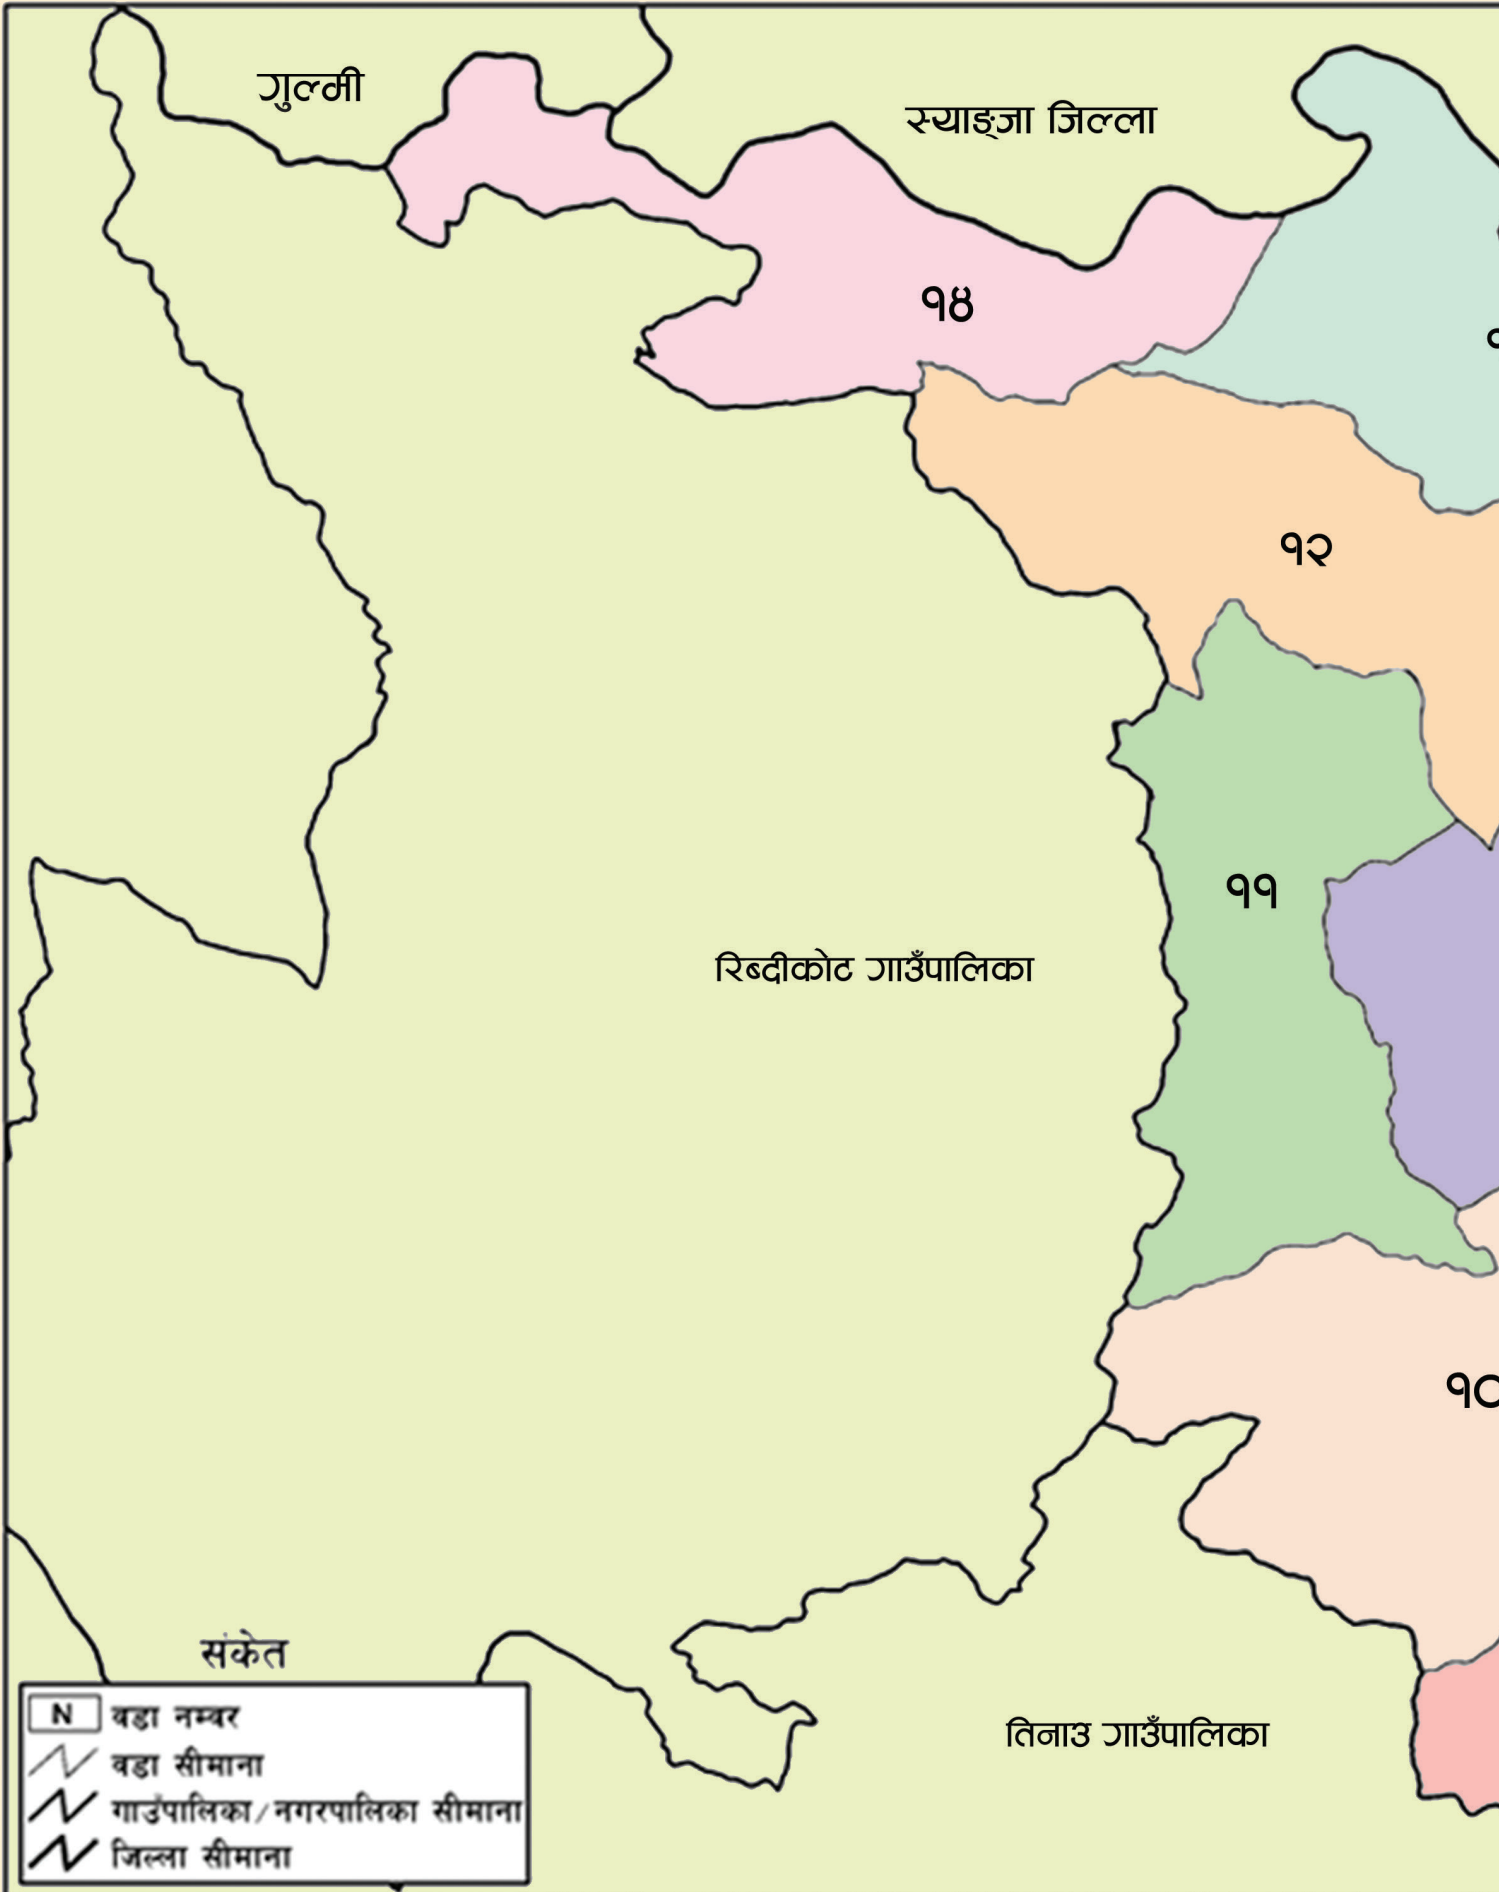 गुल्मी
स्याङ्जा जिल्ला
१४
१२
११
रिब्दीकोट गाउँपालिका
१०
तिनाउ गाउँपालिका
संकेत
N वडा नम्बर
वडा सीमाना
गाउँपालिका/नगरपालिका सीमाना
जिल्ला सीमाना